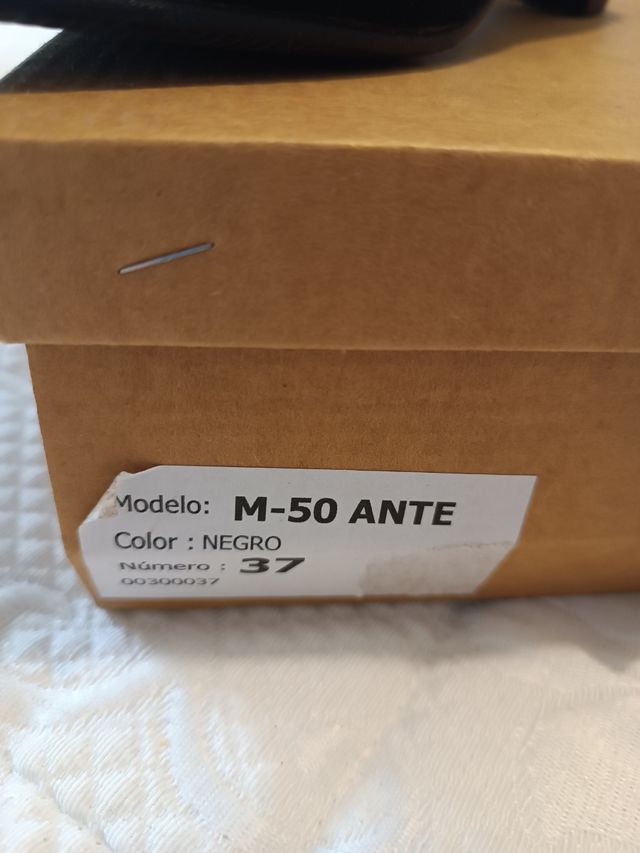 Modelo: M-50 ANTE
Color : NEGRO
Número : 37
00300037